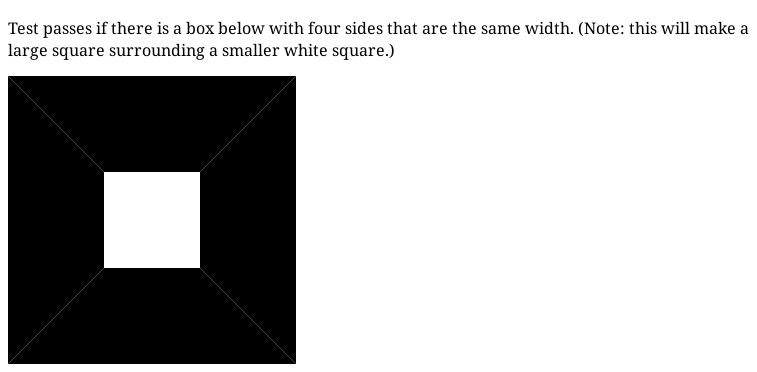 Test passes if there is a box below with four sides that are the same width. (Note: this will make a
large square surrounding a smaller white square.)